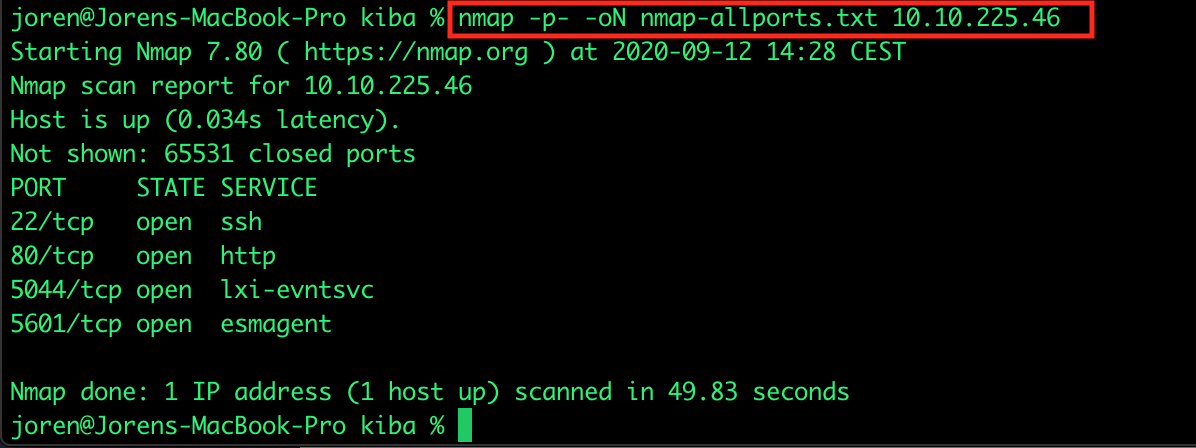 joren@Jorens-MacBook-Pro kiba % nmap -p- -oN nmap-allports.txt 10.10.225.46
Starting Nmap 7.80 ( https://nmap.org ) at 2020-09-12 14:28 CEST
Nmap scan report for 10.10.225.46
Host is up (0.034s latency).
Not shown: 65531 closed ports
PORT     STATE SERVICE
22/tcp   open  ssh
80/tcp   open  http
5044/tcp open  lxi-evntsvc
5601/tcp open  esmagent
Nmap done: 1 IP address (1 host up) scanned in 49.83 seconds
joren@Jorens-MacBook-Pro kiba %